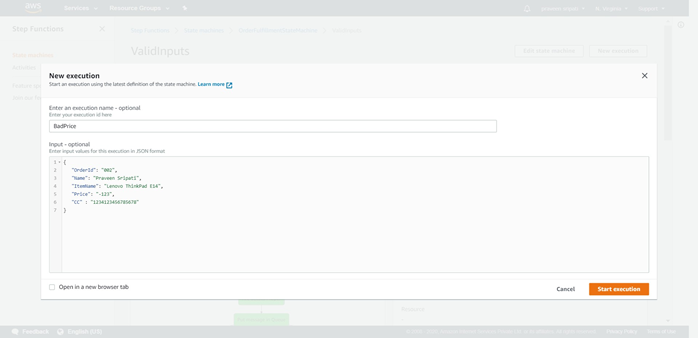 AWS
Services
Resource Groups
Step Functions
ValidInputs
New execution
New execution
Start an execution using the latest definition of the state machine. Learn more
Enter an execution name - optional
Enter your execution id here
BadPrice
Input - optional
Enter input values for this execution in JSON format
1 {
2 "OrderId": "002",
3 "Name": "Praveen Sripati",
4 "ItemName": "Lenovo ThinkPad E14",
5 "Price": "-123",
6 "CC" : "1234123456785678"
7 }
Open in a new browser tab
Cancel
Start execution
Feedback
English (US)
Privacy Policy
Terms of Use